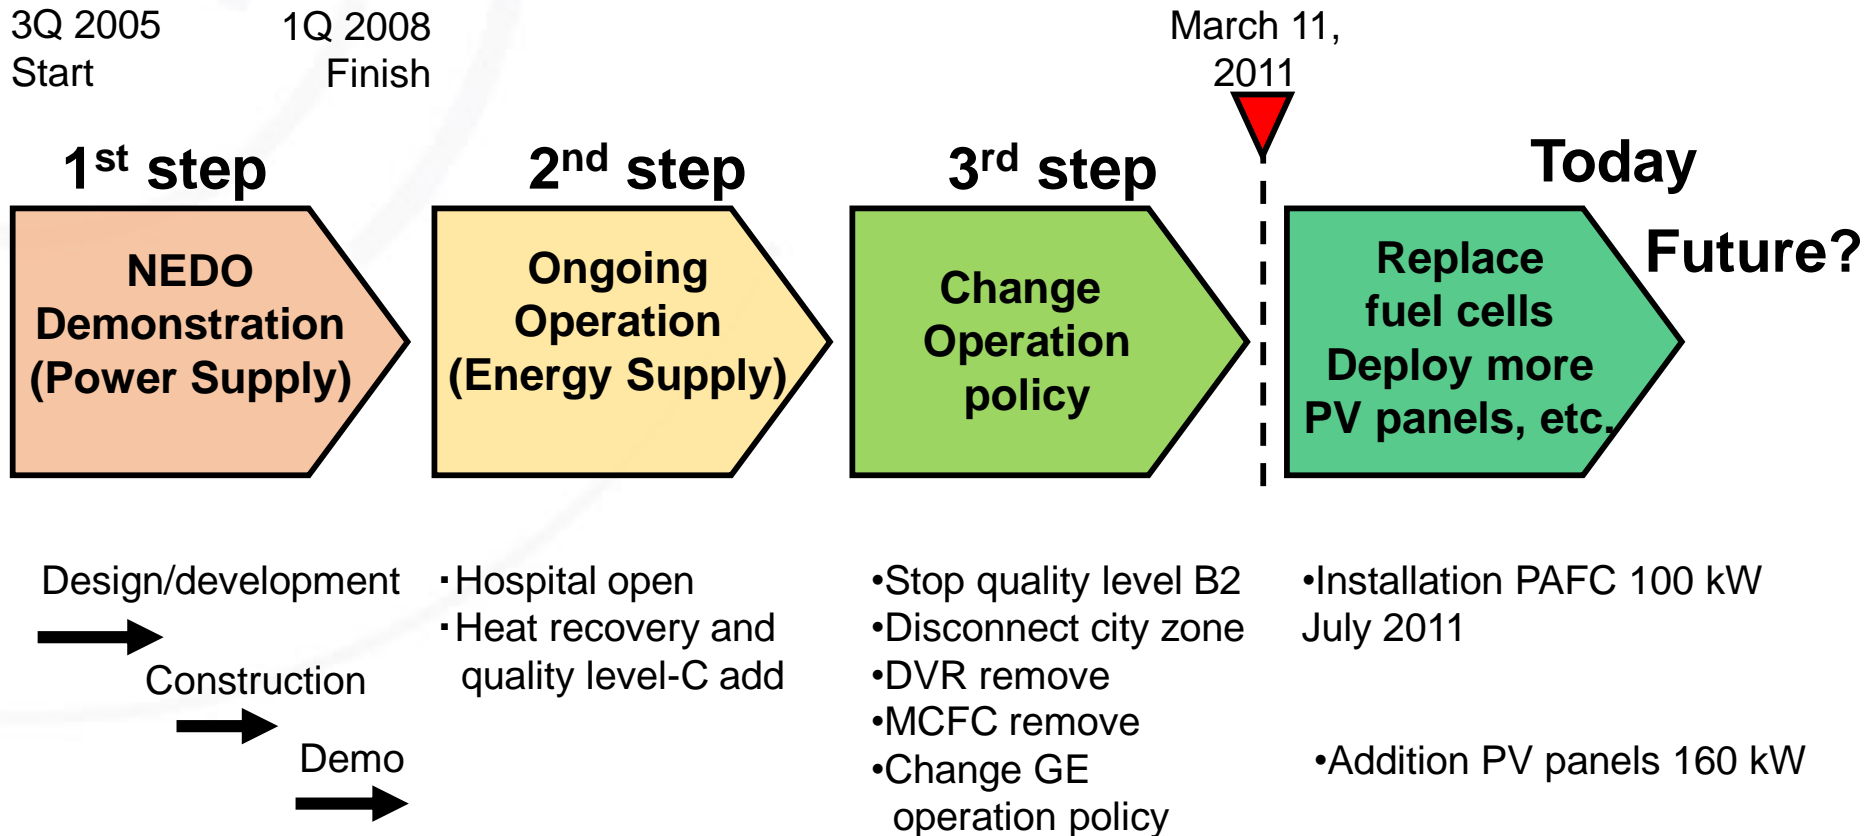 3Q 2005
Start
1Q 2008
Finish
March 11,
2011
1st step
2nd step
3rd step
Today
Future?
NEDO
Demonstration
(Power Supply)
Ongoing
Operation
(Energy Supply)
Change
Operation
policy
Replace
fuel cells
Deploy more
PV panels, etc.
Design/development
Construction
Demo
・Hospital open
・Heat recovery and
quality level-C add
•Stop quality level B2
•Disconnect city zone
•DVR remove
•MCFC remove
•Change GE
operation policy
•Installation PAFC 100 kW
July 2011
•Addition PV panels 160 kW